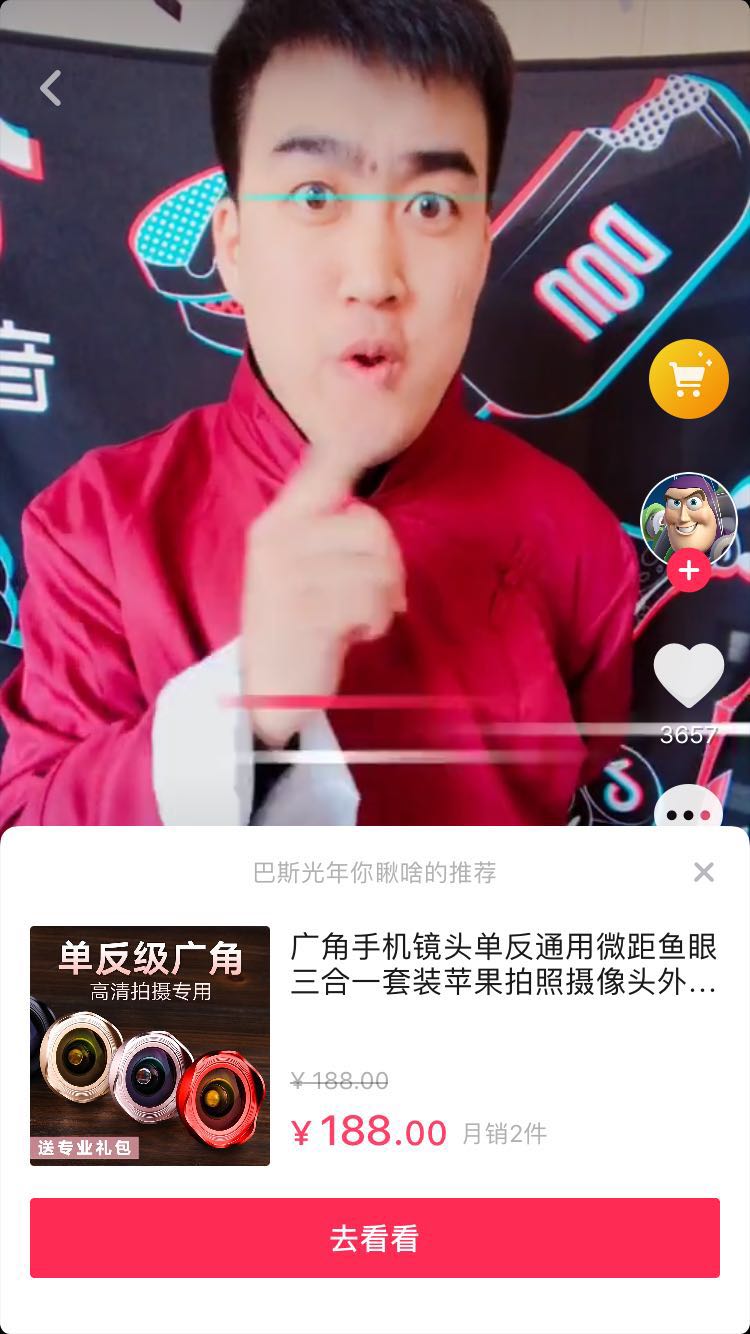 音
DOU
3657
巴斯光年你瞅啥的推荐
单反级广角
高清拍摄专用
送专业礼包
广角手机镜头单反通用微距鱼眼
三合一套装苹果拍照摄像头外...
¥ 188.00
¥ 188.00 月销2件
去看看